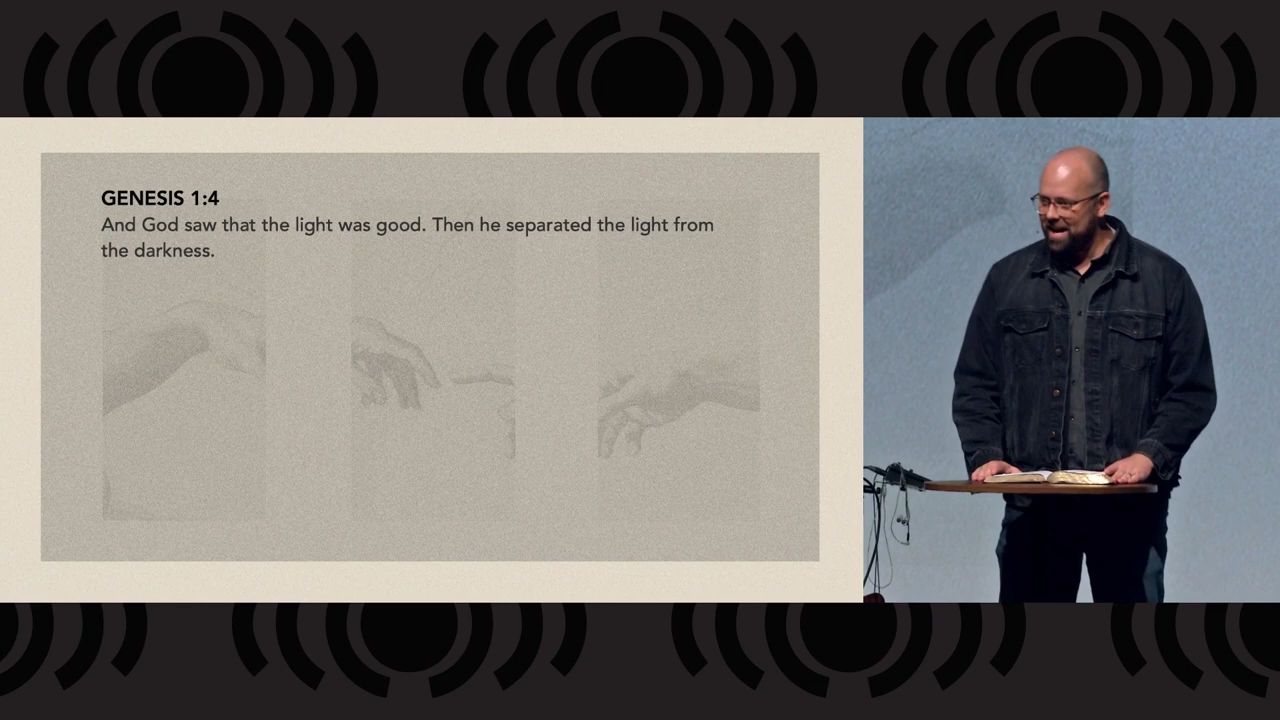 GENESIS 1:4
And God saw that the light was good. Then he separated the light from
the darkness.